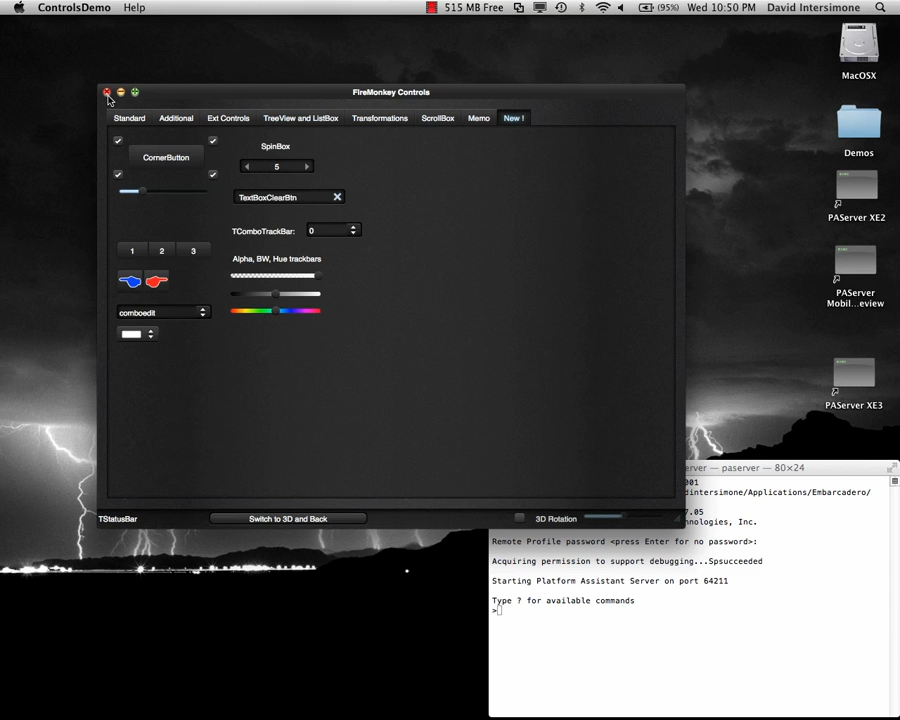 ControlsDemo Help 515 MB Free (95%) Wed 10:50 PM David Intersimone
MacOSX
Demos
PAServer XE2
PAServer
Mobil...eview
PAServer XE3
FireMonkey Controls
Standard Additional Ext Controls TreeView and ListBox Transformations ScrollBox Memo New !
CornerButton
SpinBox
5
TextBoxClearBtn
TComboTrackBar: 0
1 2 3
Alpha, BW, Hue trackbars
comboedit
TStatusBar Switch to 3D and Back 3D Rotation
erver — paserver — 80×24
001
dintersimone/Applications/Embarcadero/
7.05
nologies, Inc.
Remote Profile password <press Enter for no password>:
Acquiring permission to support debugging...Spsucceeded
Starting Platform Assistant Server on port 64211
Type ? for available commands
>